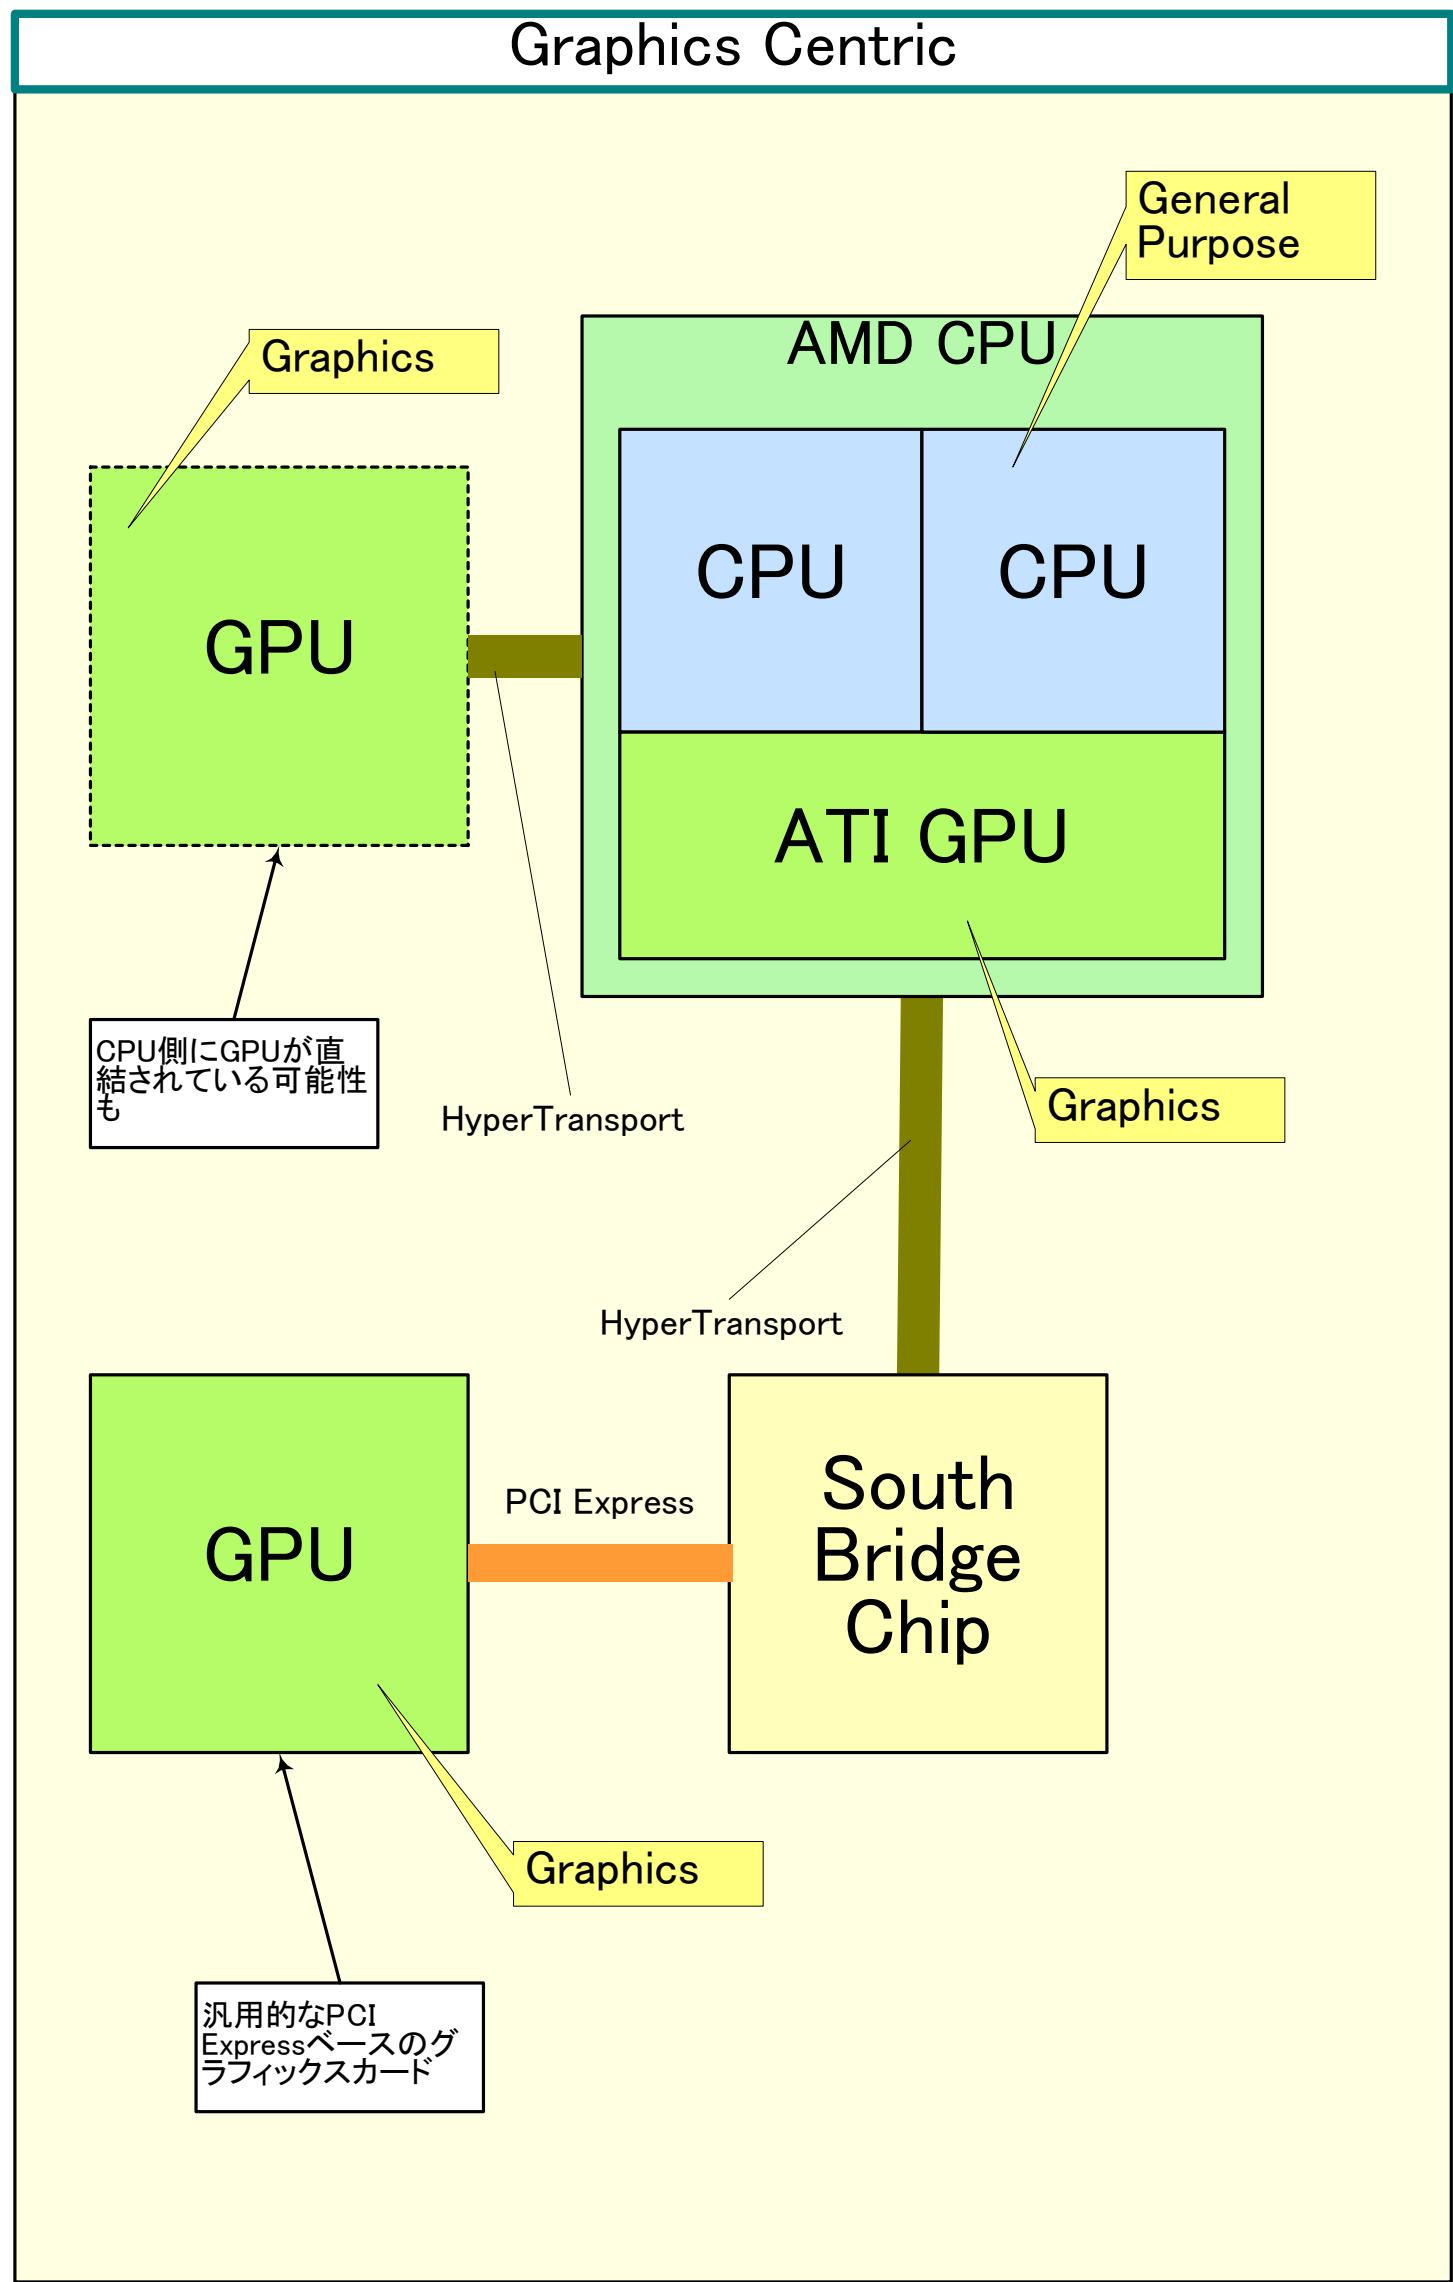 Graphics Centric
General
Purpose
Graphics
AMD CPU
CPU
CPU
GPU
ATI GPU
CPU側にGPUが直
結されている可能性
も
HyperTransport
Graphics
HyperTransport
GPU
PCI Express
South
Bridge
Chip
Graphics
汎用的なPCI
Expressベースのグ
ラフィックスカード